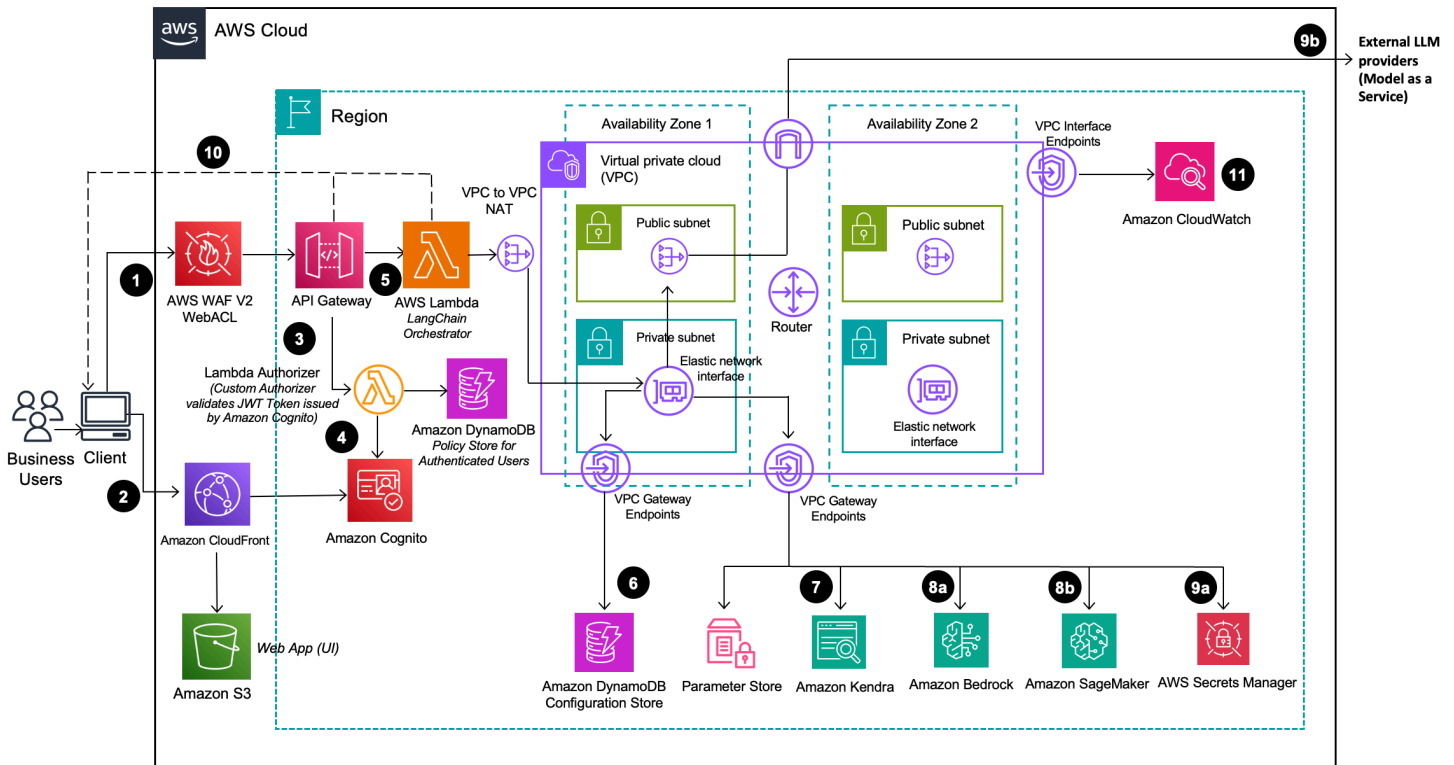 aws
AWS Cloud
9b
External LLM
providers
(Model as a
Service)
Region
Availability Zone 1
Availability Zone 2
VPC Interface
Endpoints
10
Virtual private cloud
(VPC)
11
Amazon CloudWatch
VPC to VPC
NAT
Public subnet
Public subnet
1
5
AWS WAF V2
WebACL
API Gateway
AWS Lambda
LangChain
Orchestrator
Router
3
Private subnet
Private subnet
Elastic network
interface
Lambda Authorizer
(Custom Authorizer
validates JWT Token issued
by Amazon Cognito)
4
Amazon DynamoDB
Policy Store for
Authenticated Users
Elastic network
interface
Business
Users
Client
2
VPC Gateway
Endpoints
VPC Gateway
Endpoints
Amazon CloudFront
Amazon Cognito
6
7
8a
8b
9a
Web App (UI)
Amazon S3
Amazon DynamoDB
Configuration Store
Parameter Store
Amazon Kendra
Amazon Bedrock
Amazon SageMaker
AWS Secrets Manager